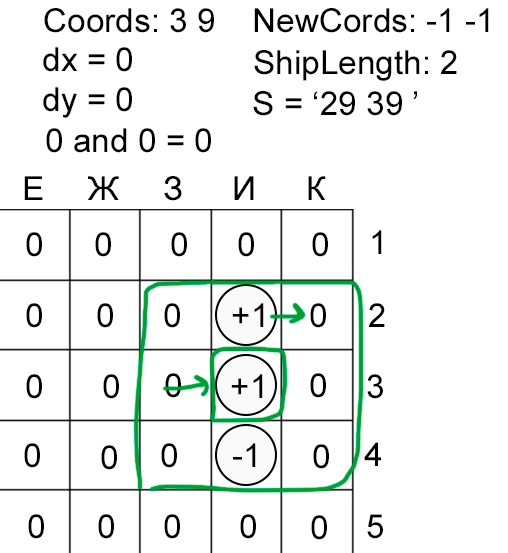 Coords: 3 9 NewCords: -1 -1
dx = 0 ShipLength: 2
dy = 0 S = ‘29 39 ’
0 and 0 = 0
Е Ж З И К
0 0 0 0 0 1
0 0 0 +1 0 2
0 0 0 +1 0 3
0 0 0 -1 0 4
0 0 0 0 0 5